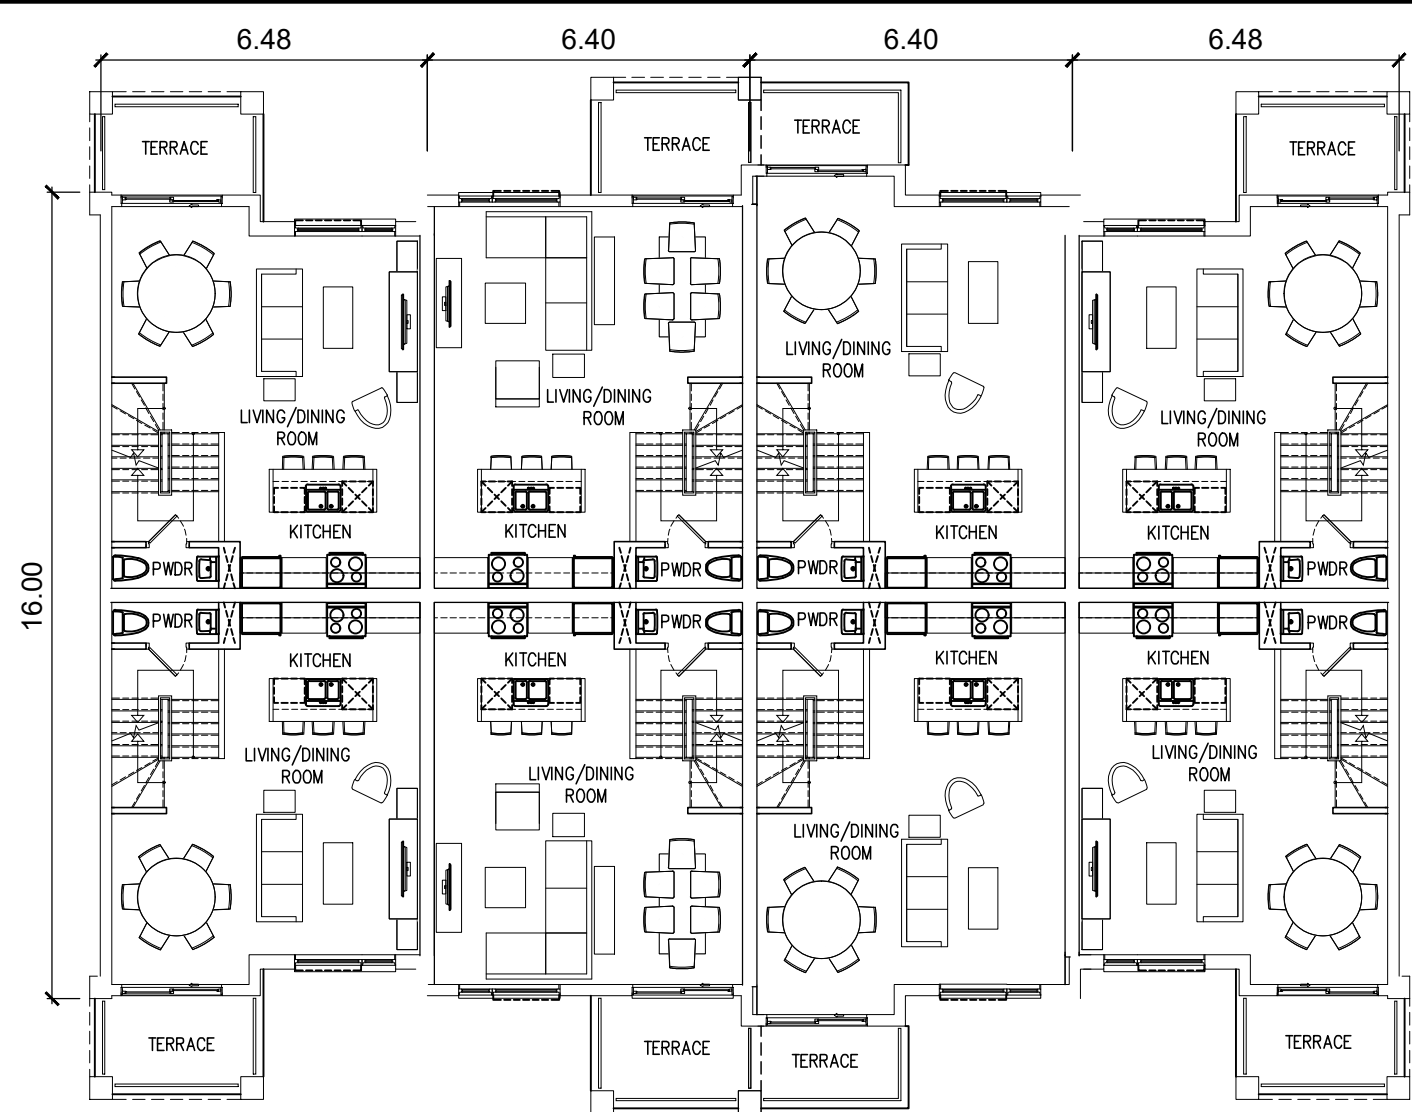 6.48
6.40
6.40
6.48
TERRACE
TERRACE
TERRACE
TERRACE
LIVING/DINING
ROOM
LIVING/DINING
ROOM
LIVING/DINING
ROOM
LIVING/DINING
ROOM
KITCHEN
KITCHEN
KITCHEN
KITCHEN
PWDR
PWDR
PWDR
PWDR
16.00
PWDR
PWDR
PWDR
PWDR
KITCHEN
KITCHEN
KITCHEN
KITCHEN
LIVING/DINING
ROOM
LIVING/DINING
ROOM
LIVING/DINING
ROOM
LIVING/DINING
ROOM
TERRACE
TERRACE
TERRACE
TERRACE